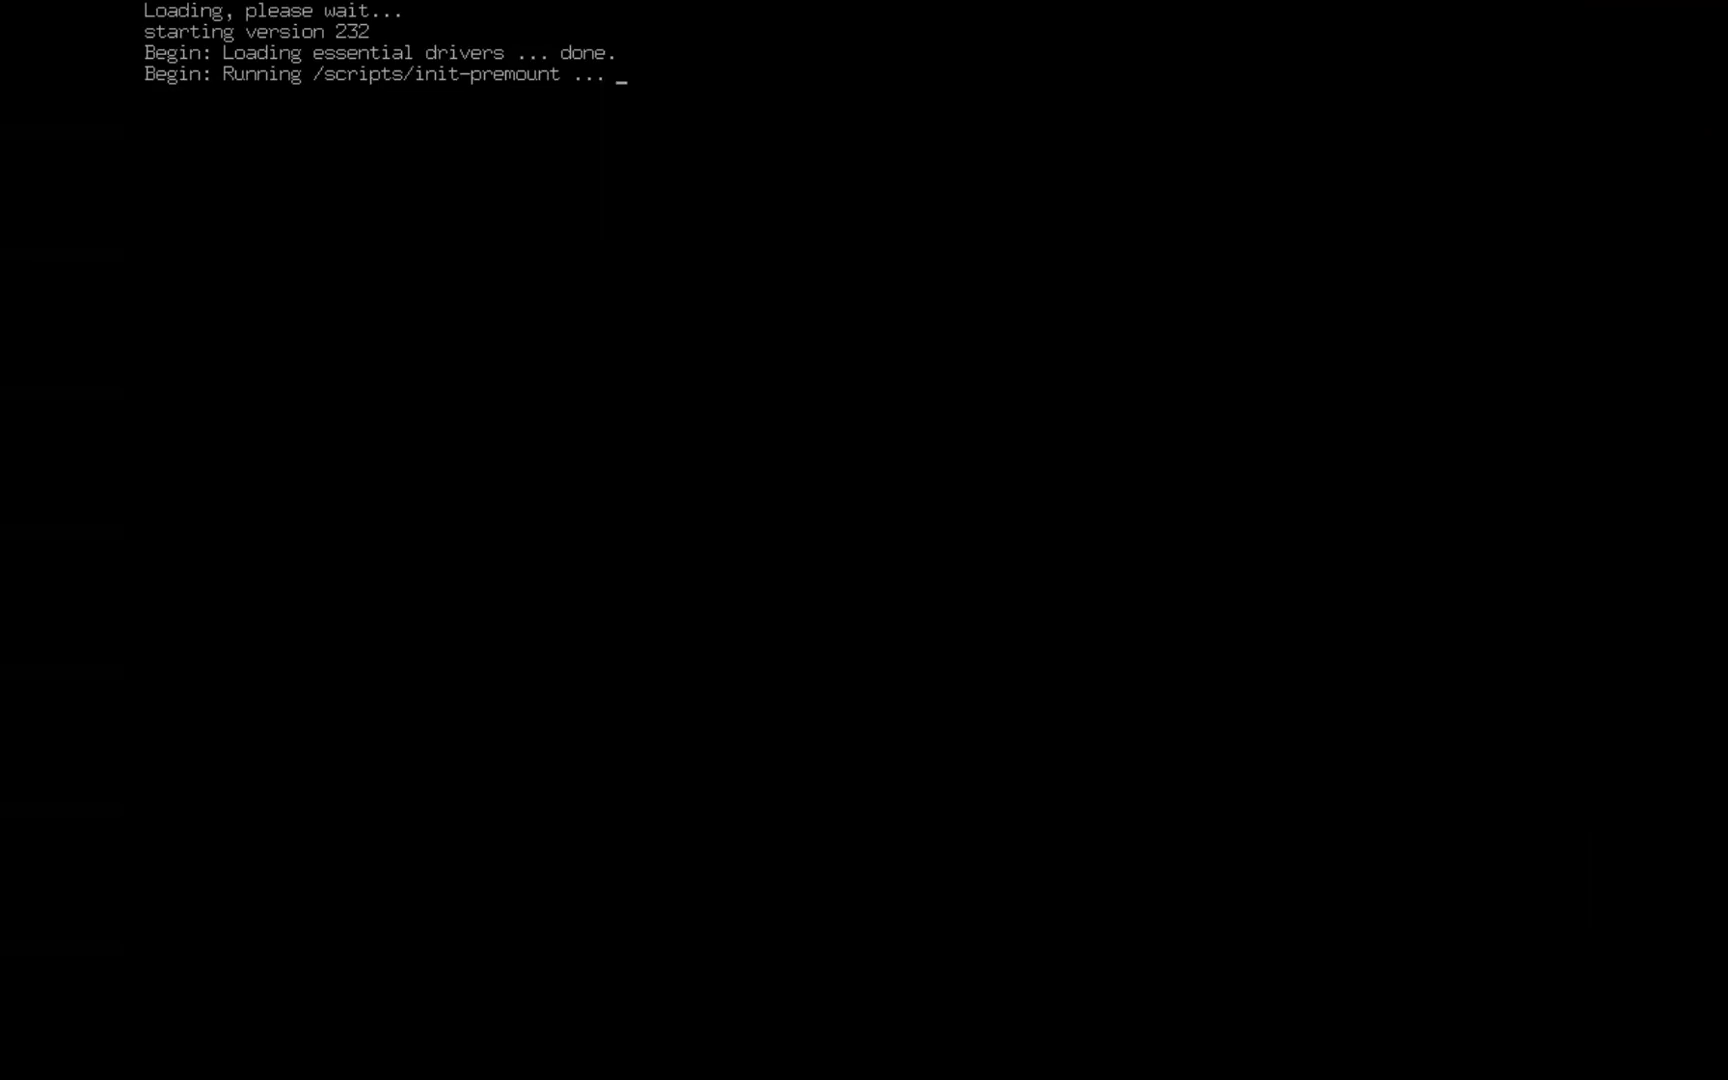 Loading, please wait...
starting version 232
Begin: Loading essential drivers ... done.
Begin: Running /scripts/init-premount ... _